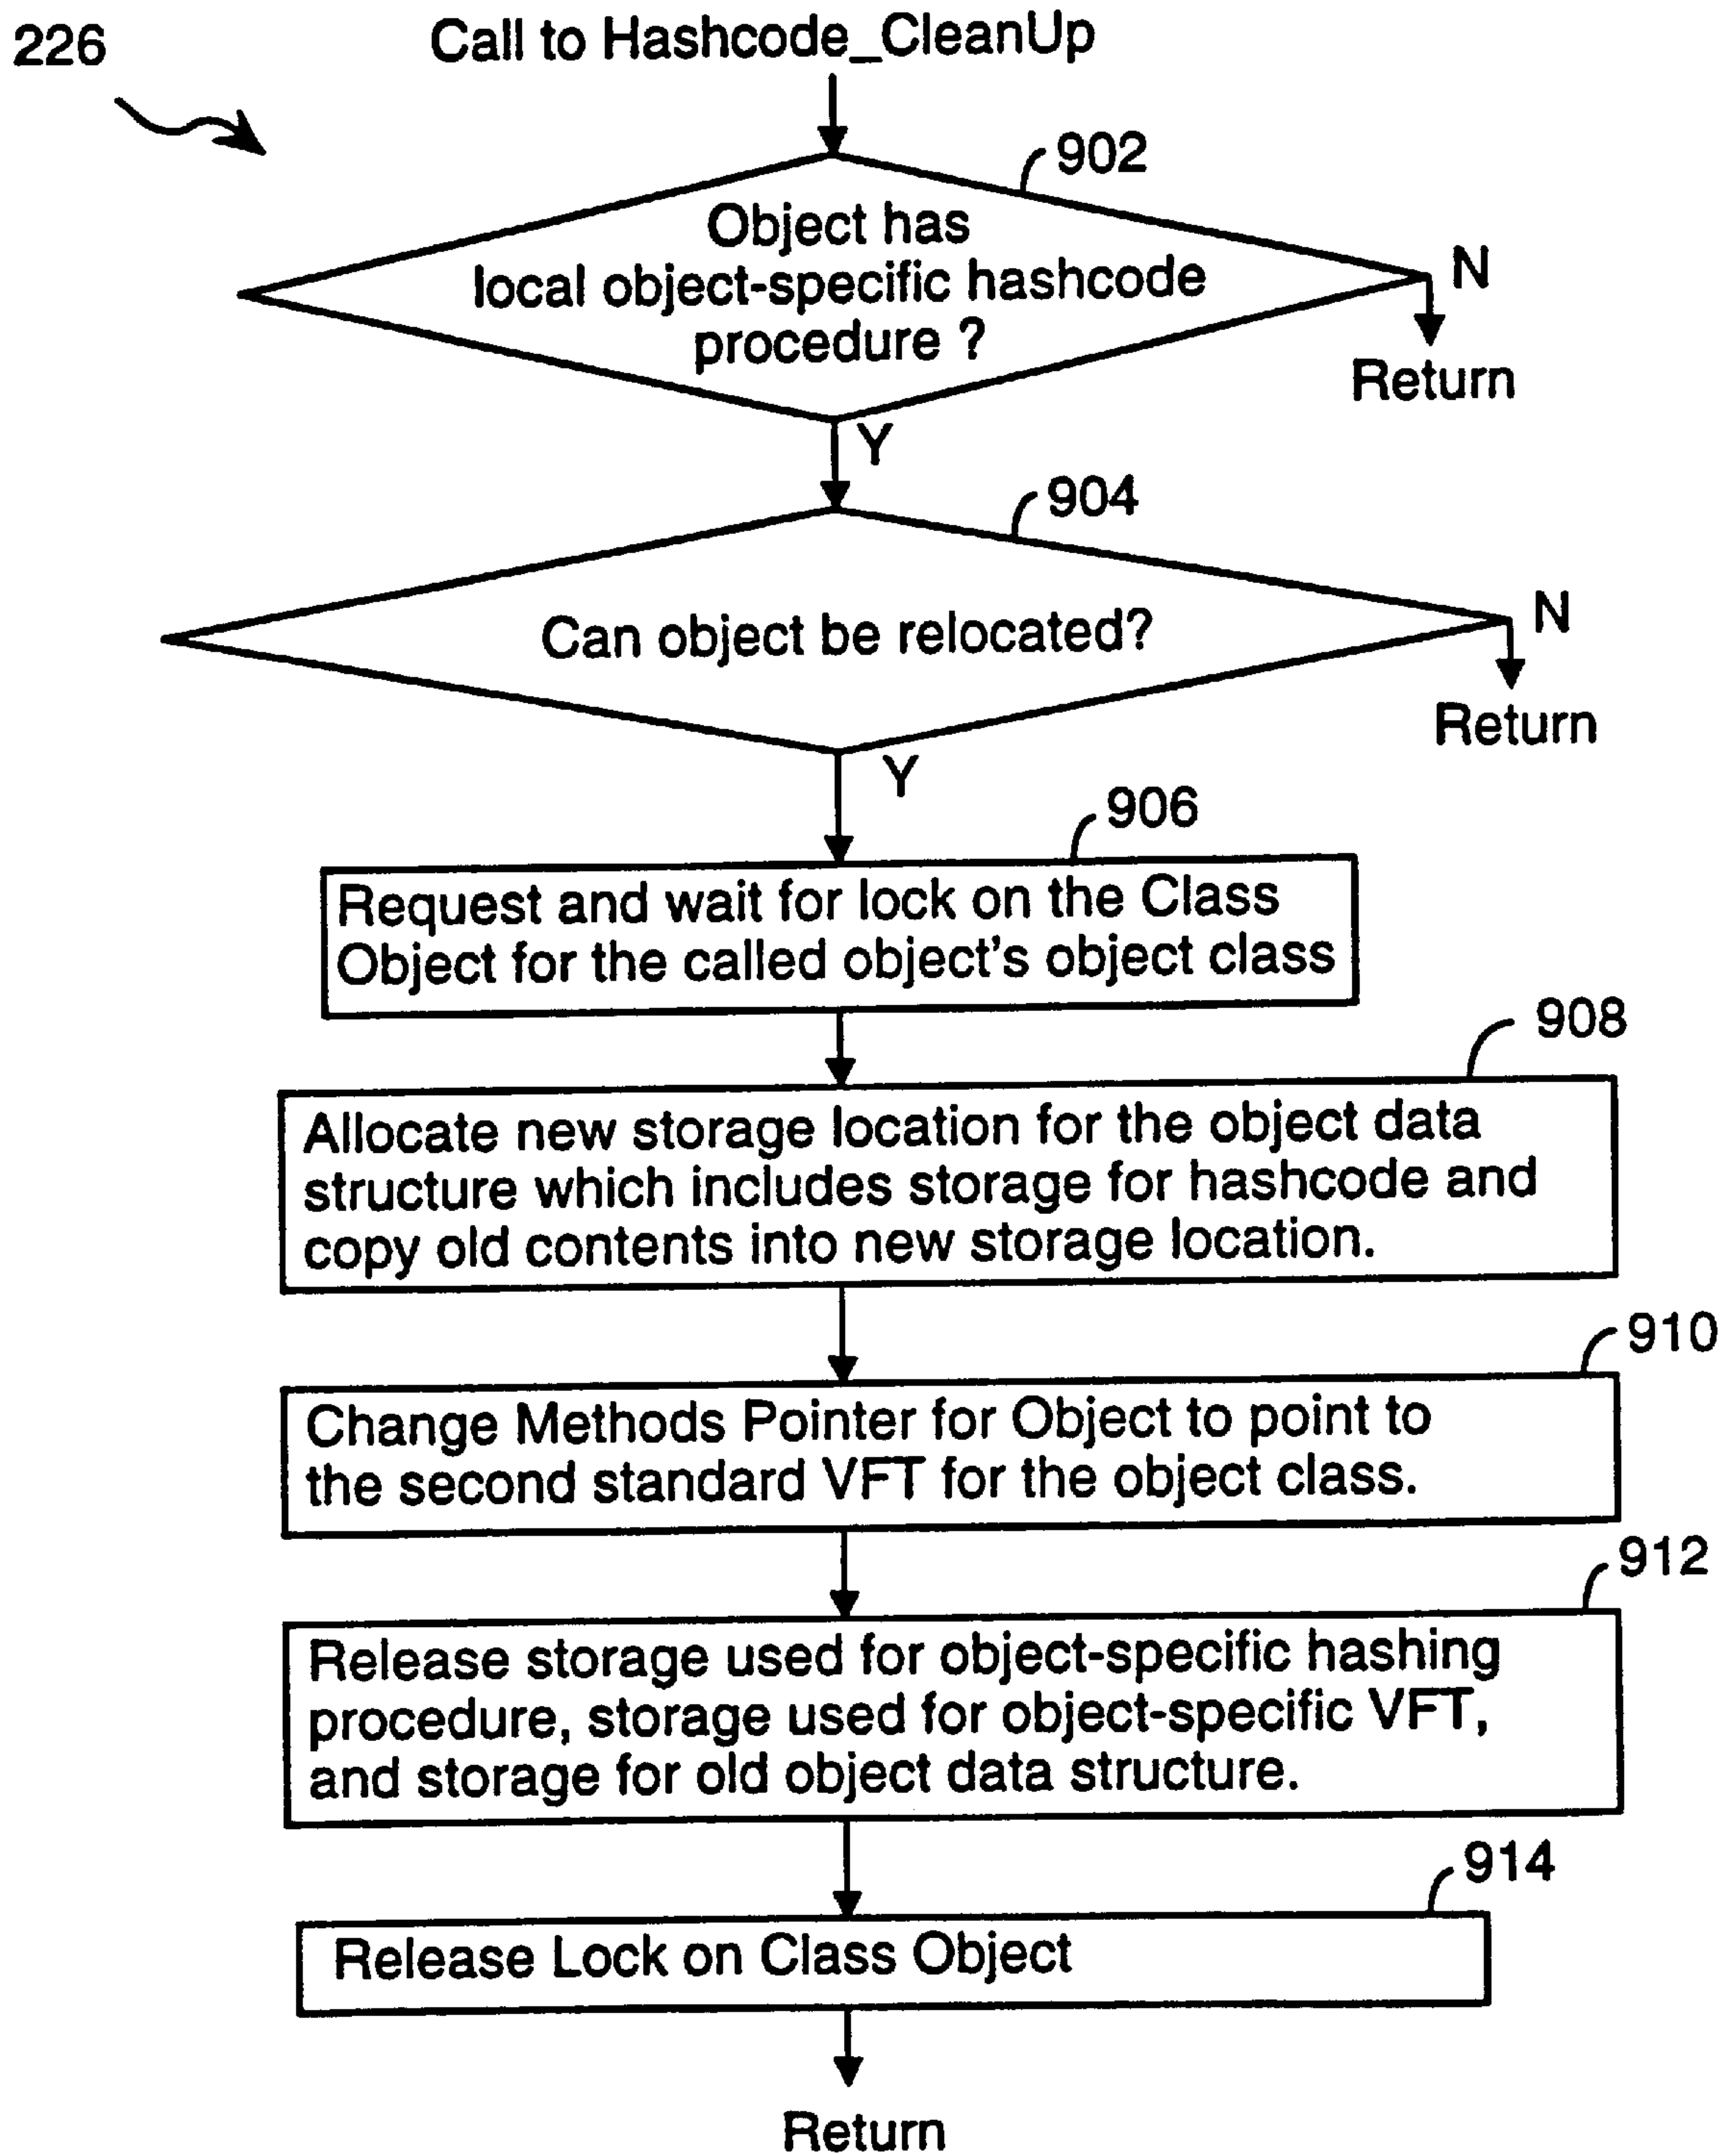 226
Call to Hashcode_CleanUp
902
Object has
local object-specific hashcode
procedure ?
N
Return
Y
904
Can object be relocated?
N
Return
Y
906
Request and wait for lock on the Class
Object for the called object's object class
908
Allocate new storage location for the object data
structure which includes storage for hashcode and
copy old contents into new storage location.
910
Change Methods Pointer for Object to point to
the second standard VFT for the object class.
912
Release storage used for object-specific hashing
procedure, storage used for object-specific VFT,
and storage for old object data structure.
914
Release Lock on Class Object
Return